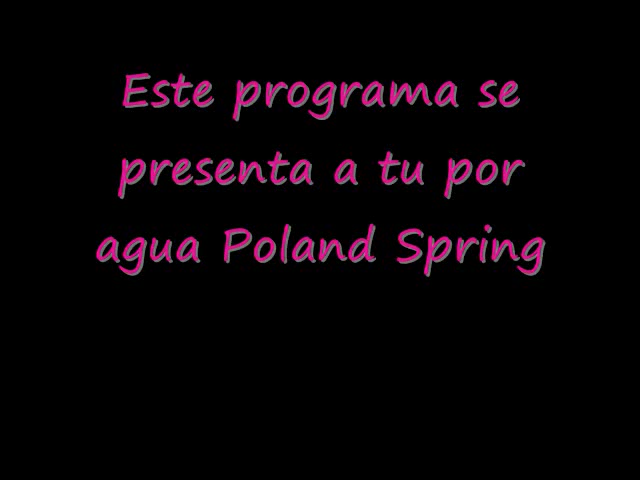 Este programa se
presenta a tu por
agua Poland Spring